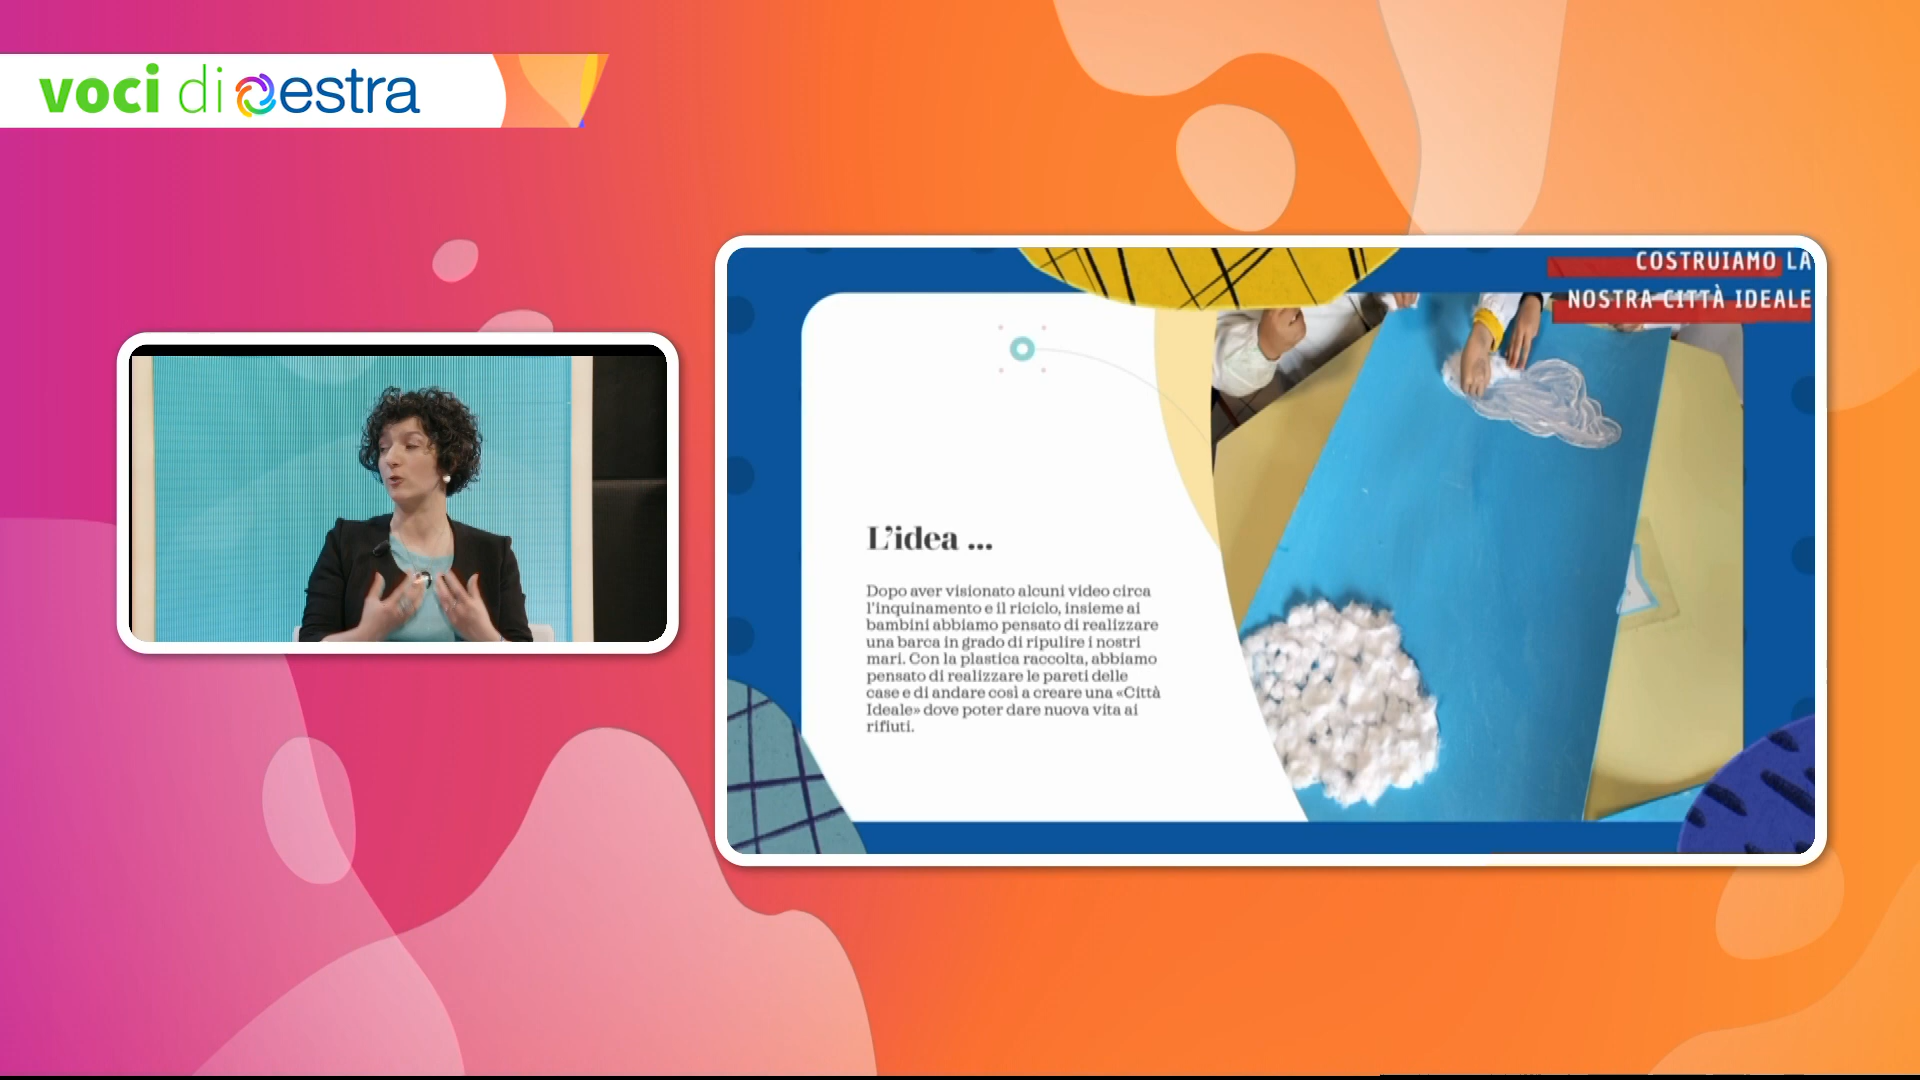 voci di estra
COSTRUIAMO LA
NOSTRA CITTÀ IDEALE
L'idea ...
Dopo aver visionato alcuni video circa
l'inquinamento e il riciclo, insieme ai
bambini abbiamo pensato di realizzare
una barca in grado di ripulire i nostri
mari. Con la plastica raccolta, abbiamo
pensato di realizzare le pareti delle
case e di andare così a creare una «Città
Ideale» dove poter dare nuova vita ai
rifiuti.